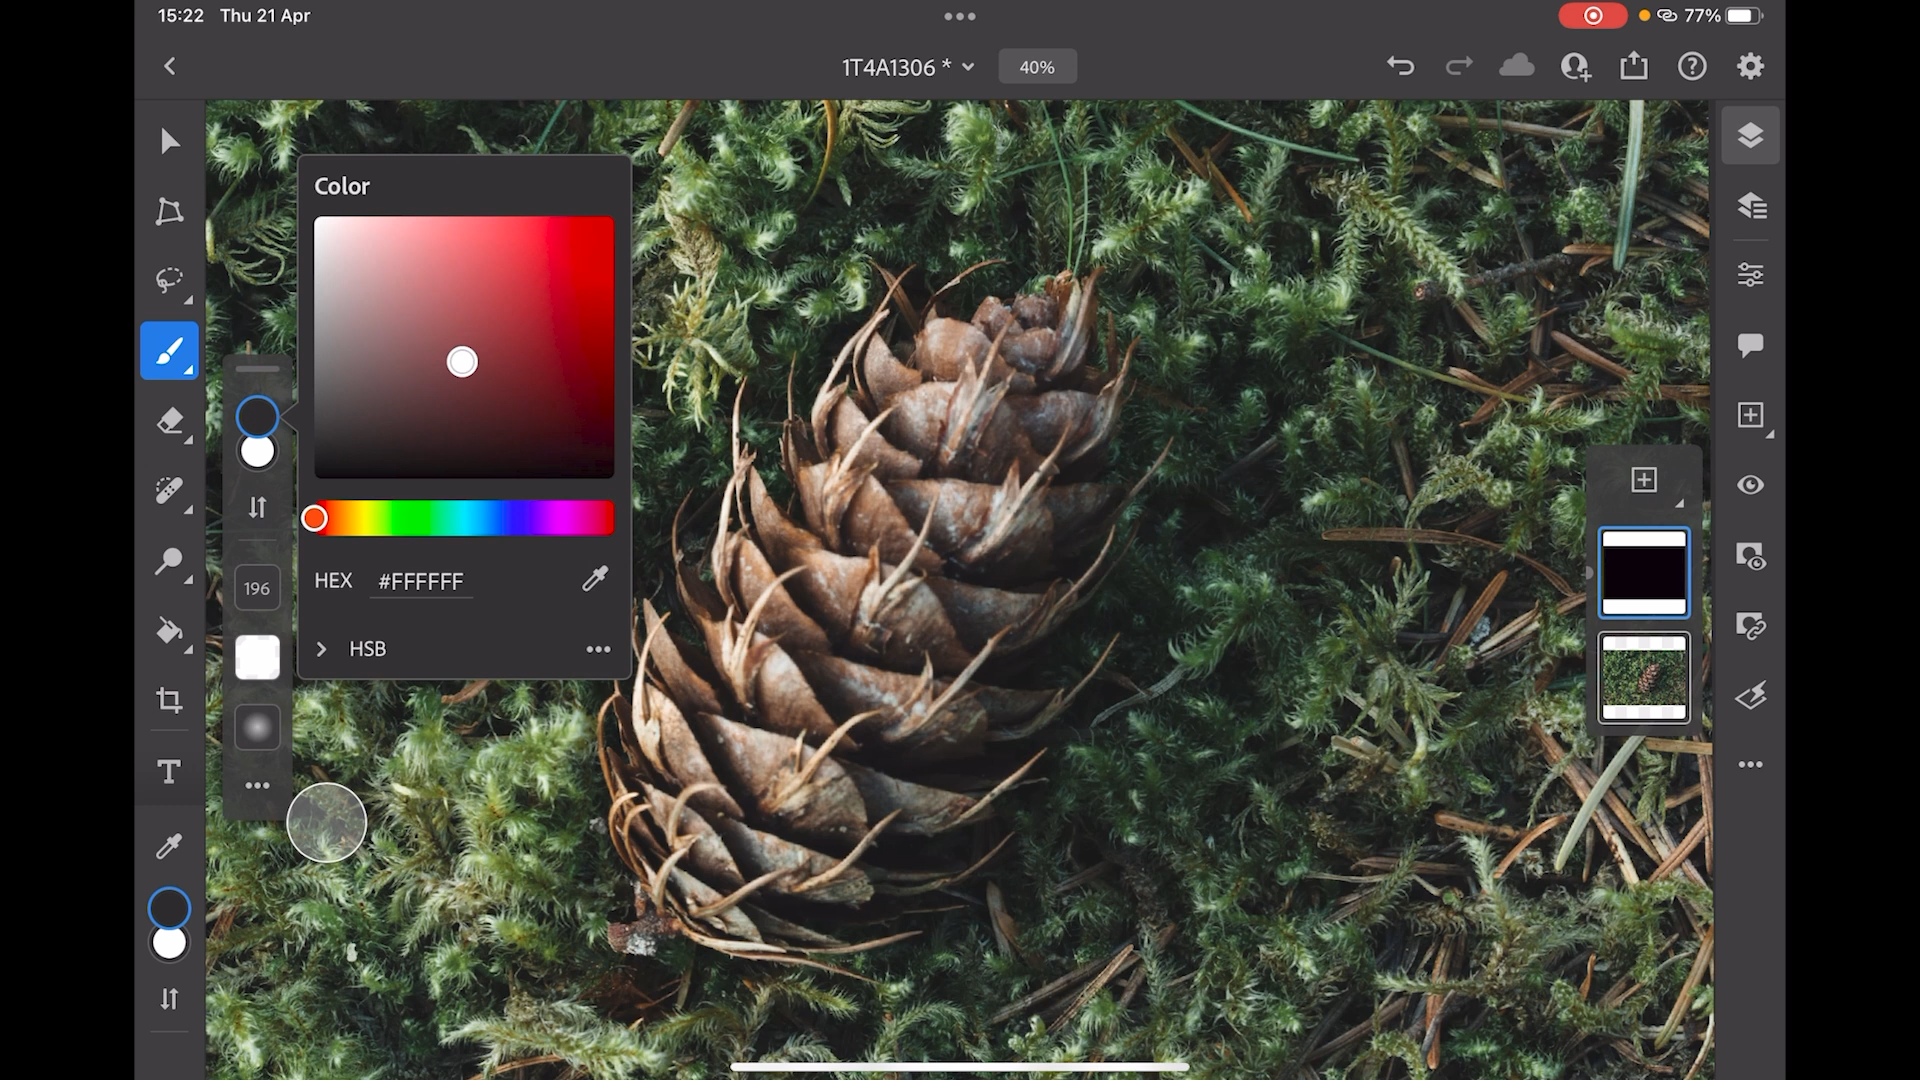 15:22 Thu 21 Apr
77%
1T4A1306 *
40%
Color
HEX #FFFFFF
HSB
196